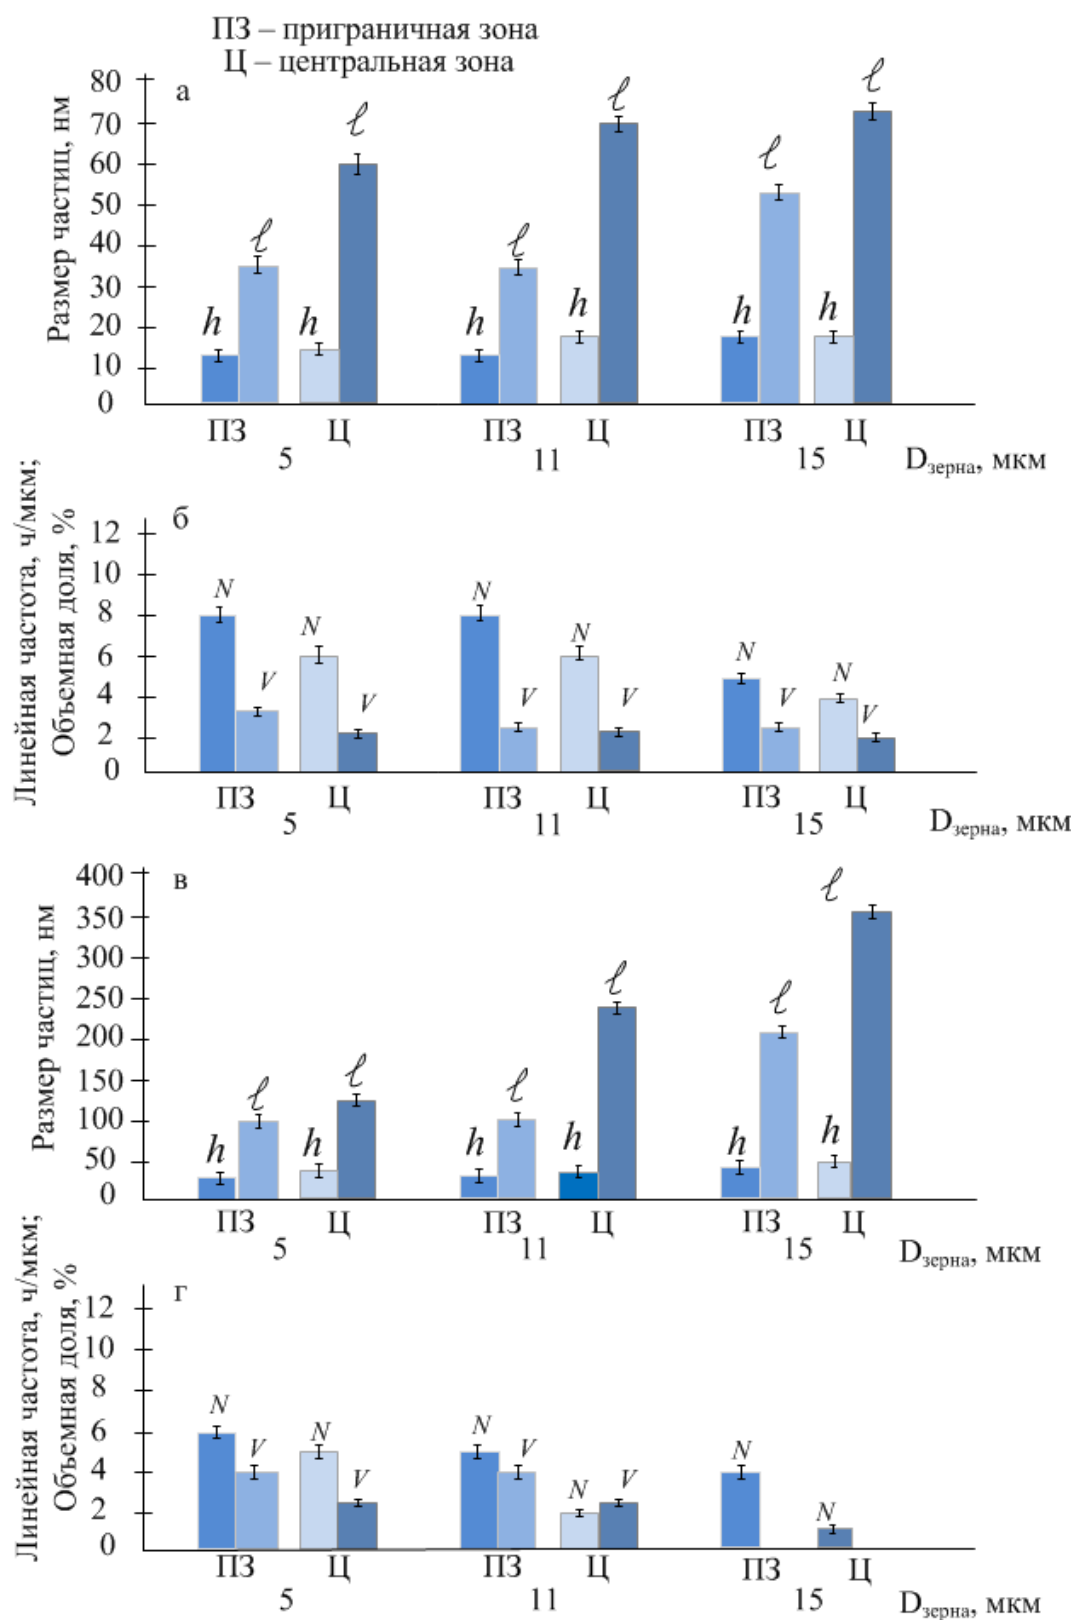 ПЗ – приграничная зона
Ц – центральная зона
а
Размер частиц, нм
80
70
60
50
40
30
20
10
0
h ℓ h ℓ
h ℓ h ℓ
h ℓ h ℓ
ПЗ Ц ПЗ Ц ПЗ Ц
5 11 15 Dзерна, мкм
б
Линейная частота, ч/мкм;
Объемная доля, %
12
10
8
6
4
2
0
N V N V
N V N V
N V N V
ПЗ Ц ПЗ Ц ПЗ Ц
5 11 15 Dзерна, мкм
в
Размер частиц, нм
400
350
300
250
200
150
100
50
0
h ℓ h ℓ
h ℓ h ℓ
h ℓ h ℓ
ПЗ Ц ПЗ Ц ПЗ Ц
5 11 15 Dзерна, мкм
г
Линейная частота, ч/мкм;
Объемная доля, %
12
10
8
6
4
2
0
N V N V
N V N V
N N
ПЗ Ц ПЗ Ц ПЗ Ц
5 11 15 Dзерна, мкм